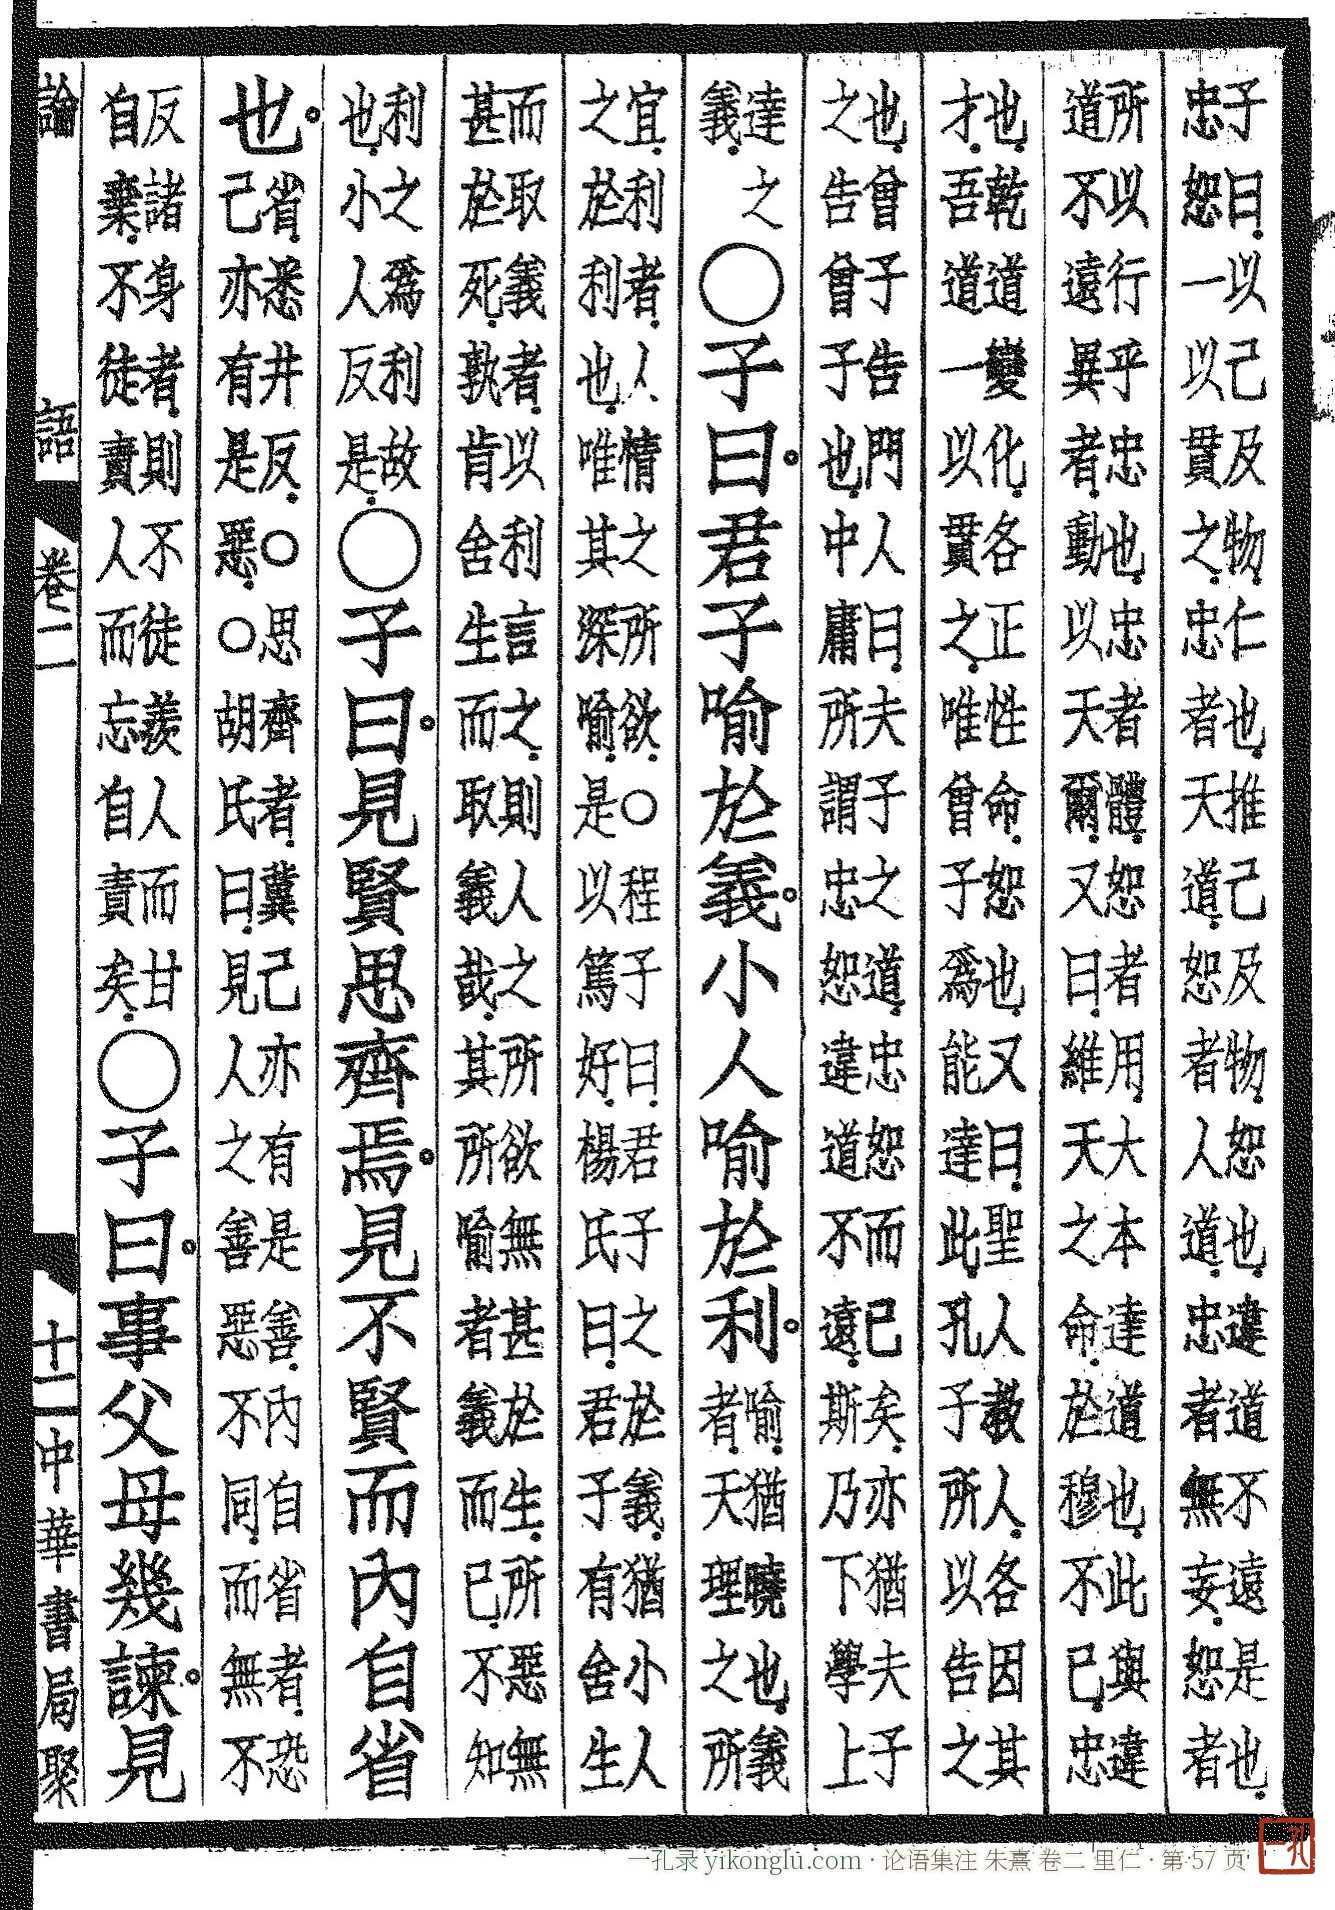 子曰。以己及物。仁也。推己及物。恕也。違道不遠是也。
忠恕一以貫之。忠者天道。恕者人道。忠者無妄。恕者
所以行乎忠也。忠者體。恕者用。大本達道也。此與違
道不遠異者。動以天爾。又曰。維天之命。於穆不已。忠
也。乾道變化。各正性命。恕也。又曰。聖人教人。各因其
才。吾道一以貫之。唯曾子爲能達此。孔子所以告之
也。曾子告門人曰。夫子之道。忠恕而已矣。亦猶夫子
之告曾子也。中庸所謂忠恕違道不遠。斯乃下學上
達之
義。
○子曰。君子喻於義。小人喻於利。
喻。猶曉也。義
者。天理之所
宜。利者。人情之所欲。○程子曰。君子之於義。猶小人
之於利也。唯其深喻。是以篤好。楊氏曰。君子有舍生
而取義者。以利言之。則人之所欲無甚於生。所惡無
甚於死。孰肯舍生而取義哉。其所喻者義而已。不知
利之爲利故
也。小人反是。
○子曰。見賢思齊焉。見不賢而內自省
也。
省。悉井反。○思齊者。冀己亦有是善。內自省者。恐
己亦有是惡。○胡氏曰。見人之善惡不同。而無不
反諸身者。則不徒羨人而甘
自棄。不徒責人而忘自責矣。
○子曰。事父母幾諫。見
論語 卷二 十二 中華書局聚
一孔录 yikonglu.com · 论语集注 朱熹 卷二 里仁 · 第 57 页
一孔